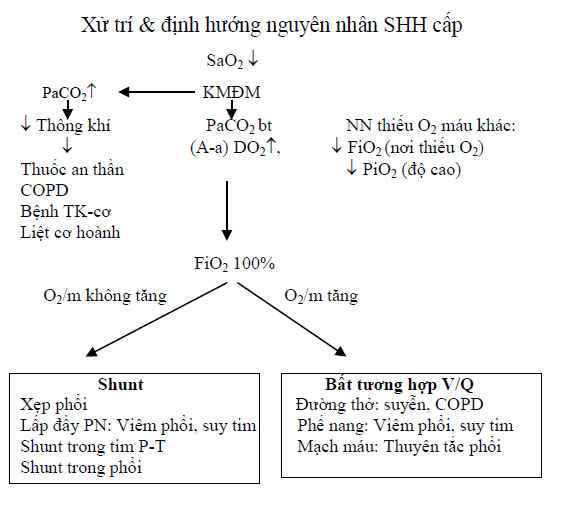 Xử trí & định hướng nguyên nhân SHH cấp
SaO₂ ↓
PaCO₂↑
KMĐM
↓ Thông khí
↓
Thuốc an thần
COPD
Bệnh TK-cơ
Liệt cơ hoành
PaCO₂ bt
(A-a) DO₂↑.
NN thiếu O₂ máu khác:
↓ FiO₂ (nơi thiếu O₂)
↓ PiO₂ (độ cao)
FiO₂ 100%
O₂/m không tăng
O₂/m tăng
Shunt
Xẹp phổi
Lấp đầy PN: Viêm phổi, suy tim
Shunt trong tim P-T
Shunt trong phổi
Bất tương hợp V/Q
Đường thở: suyễn, COPD
Phế nang: Viêm phổi, suy tim
Mạch máu: Thuyên tắc phổi